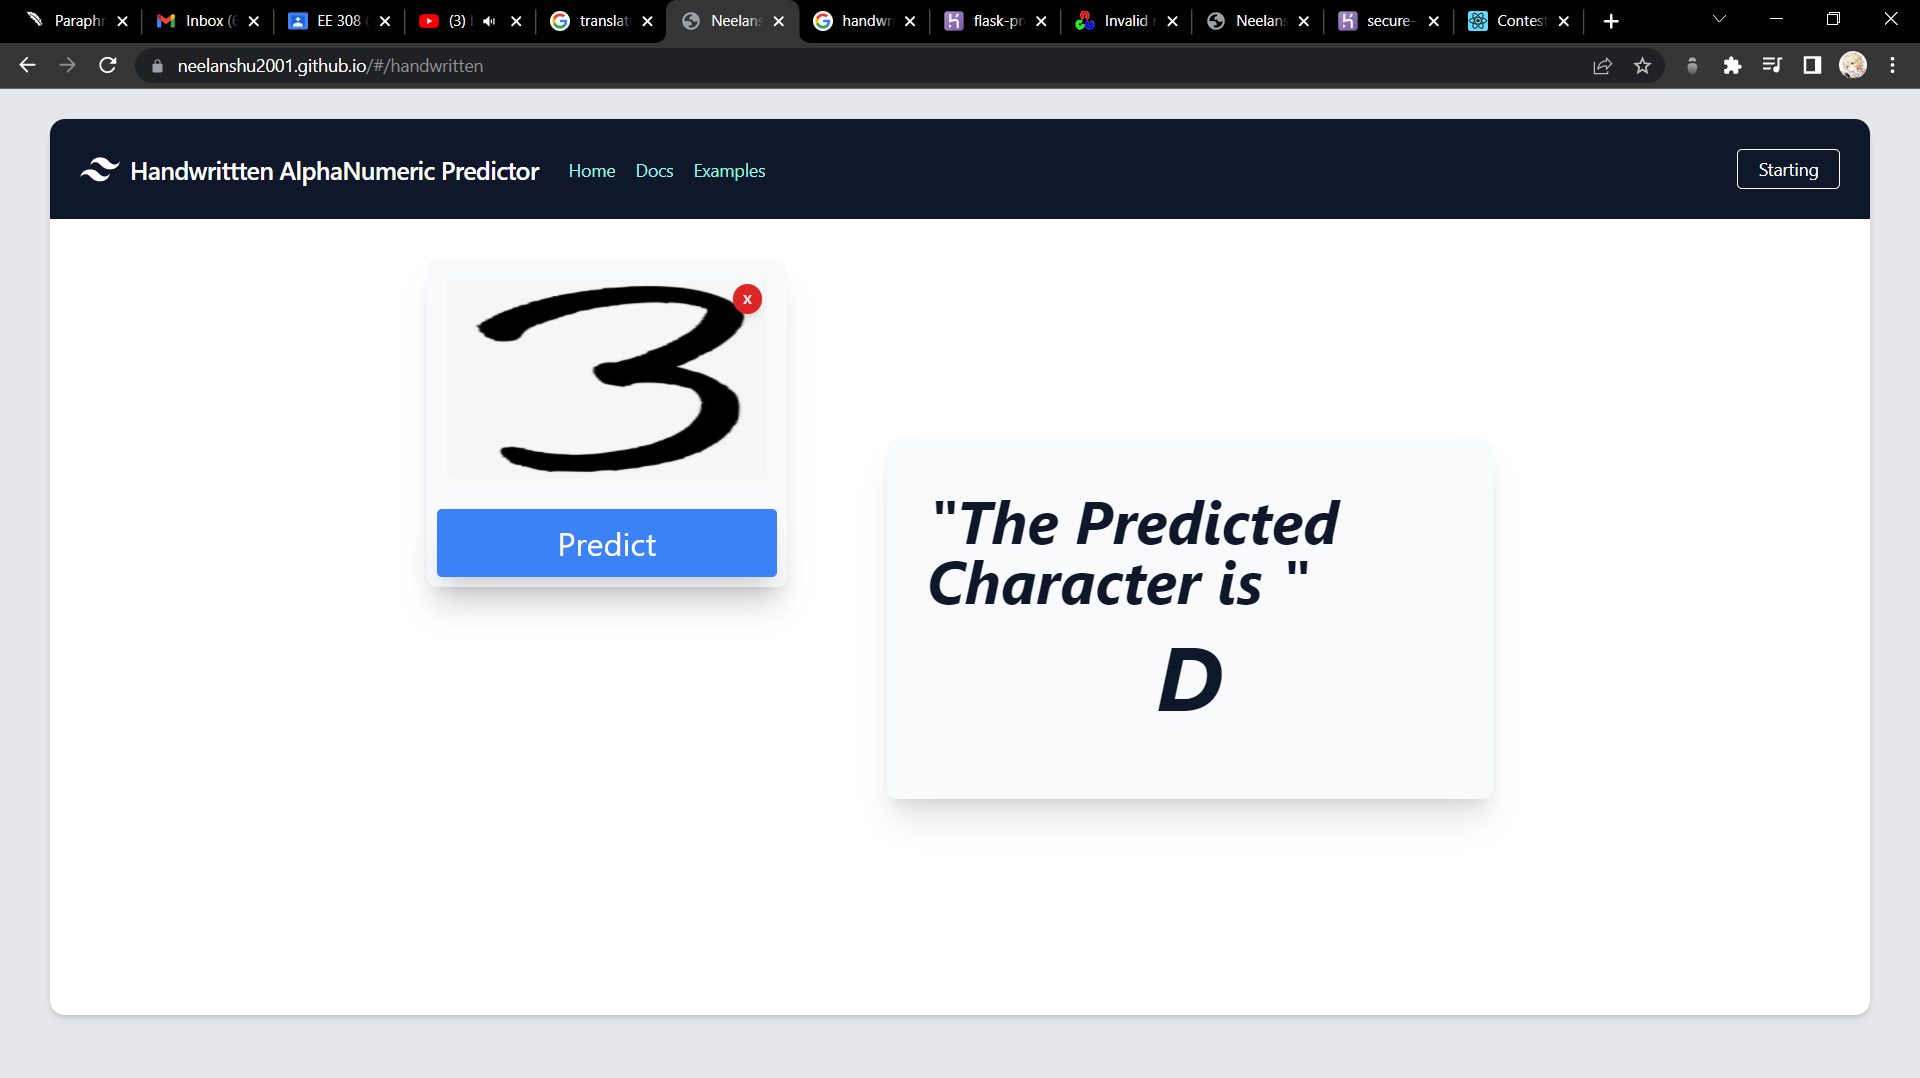 Paraphr
Inbox (6
EE 308 (
(3)
translat
Neelans
handwr
flask-pr
Invalid
Neelans
secure-
Contest
neelanshu2001.github.io/#/handwritten
Handwrittten AlphaNumeric Predictor Home Docs Examples Starting
3
x
Predict
"The Predicted
Character is "
D